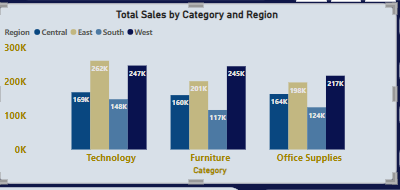 Total Sales by Category and Region
Region Central East South West
300K
200K
100K
0K
169K 262K 148K 247K
160K 201K 117K 245K
164K 198K 124K 217K
Technology Furniture Office Supplies
Category